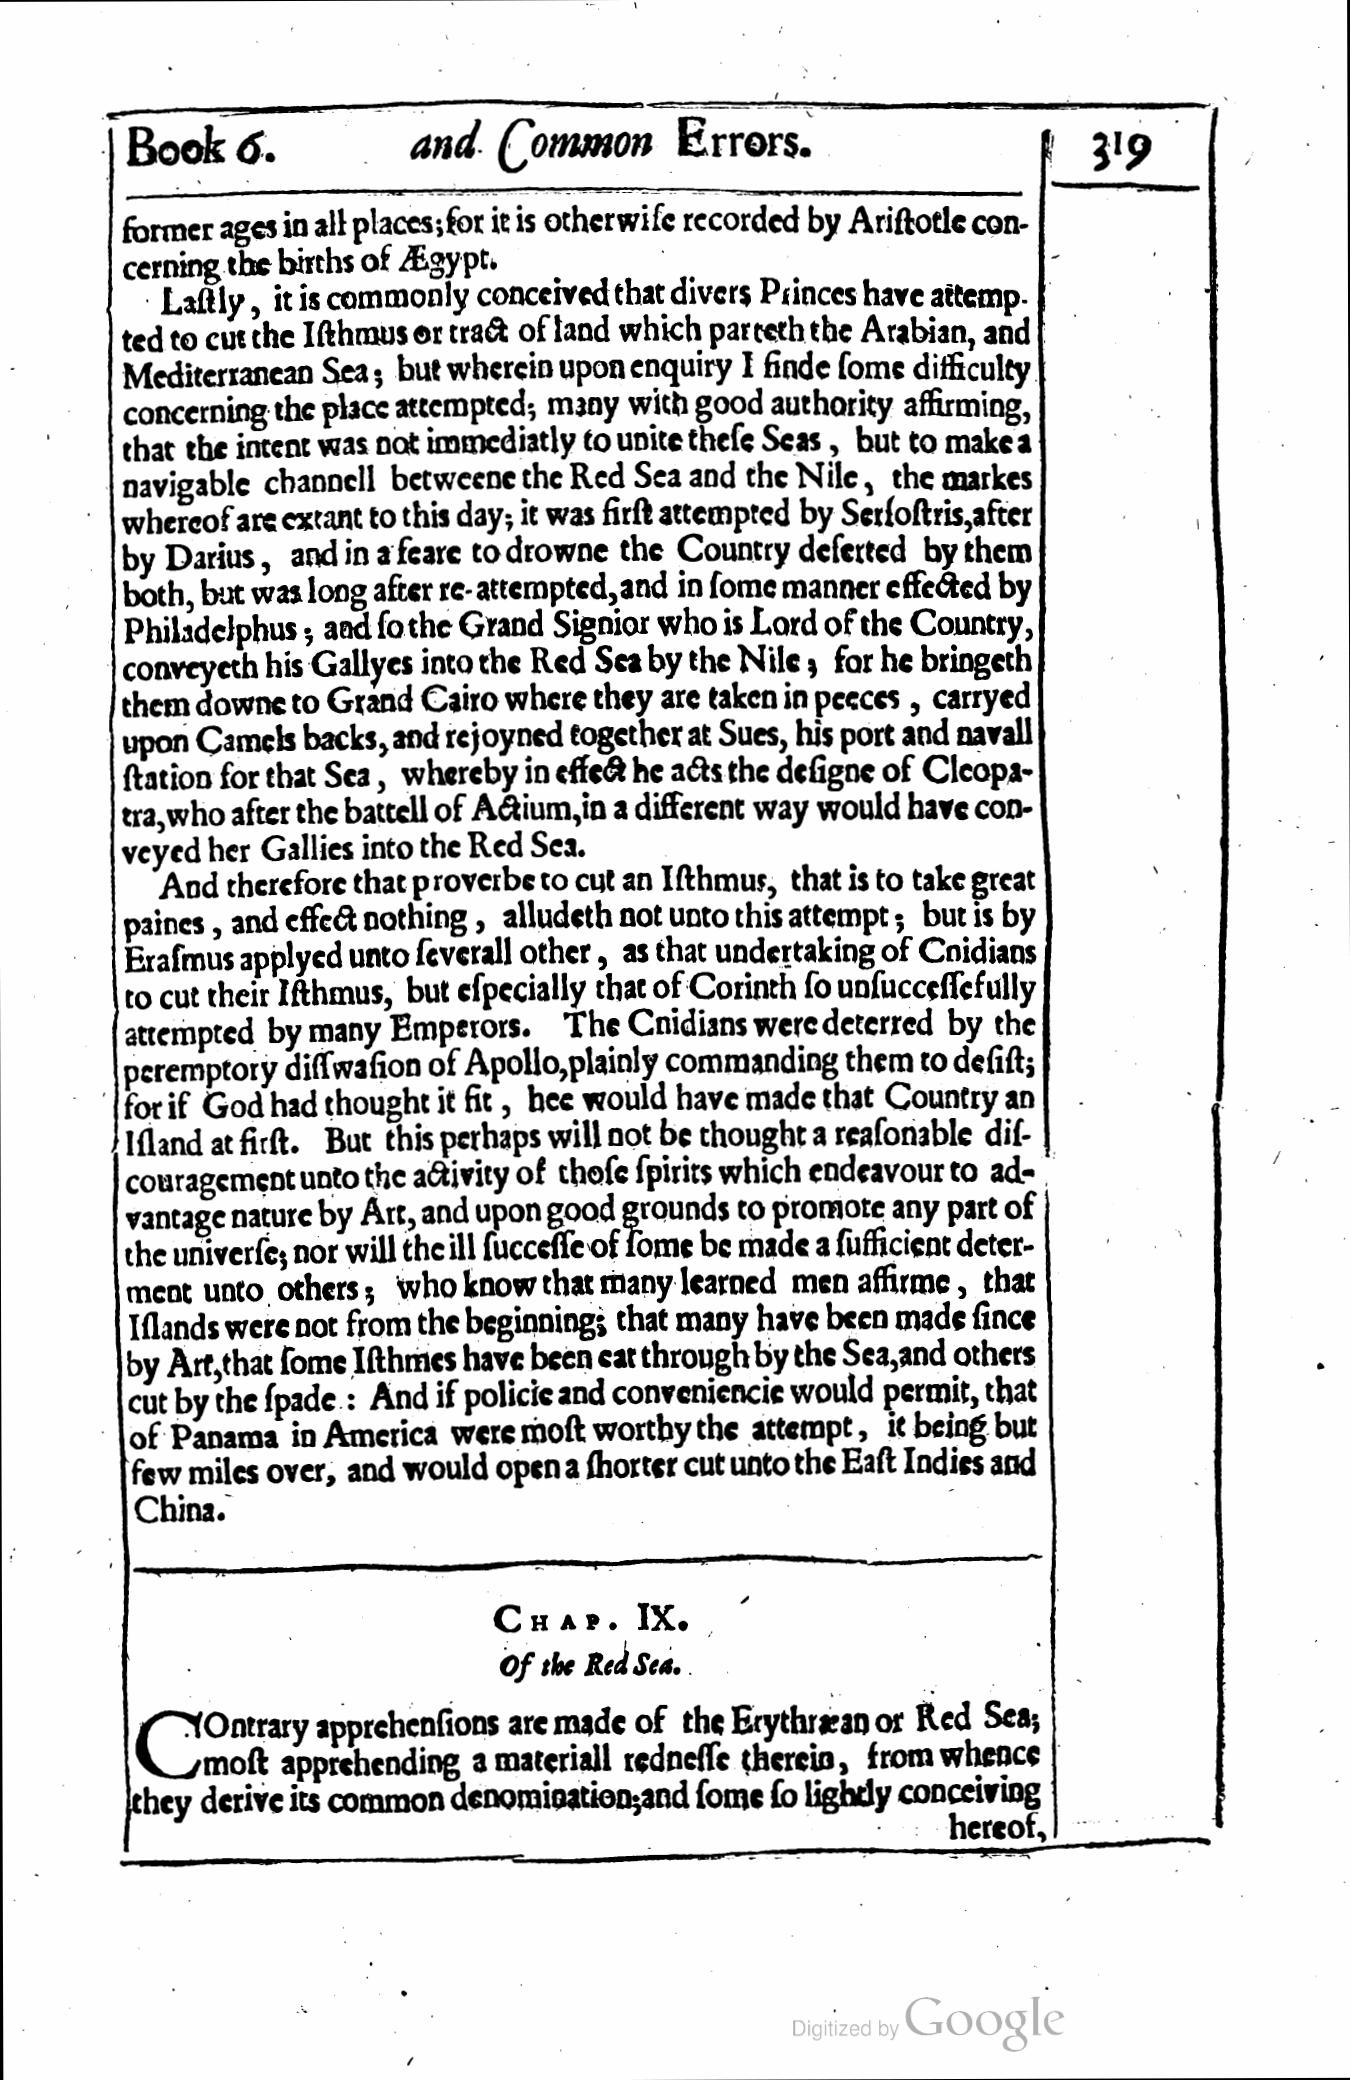 Book 6. and Common Errors. 319
former ages in all places; for it is otherwiſe recorded by Ariſtotle con-
cerning the births of Ægypt.
Laſtly, it is commonly conceived that divers Princes have attemp-
ted to cut the Iſthmus or tract of land which parteth the Arabian, and
Mediterranean Sea; but wherein upon enquiry I finde ſome difficulty
concerning the place attempted; many with good authority affirming,
that the intent was not immediatly to unite theſe Seas, but to make a
navigable channell betweene the Red Sea and the Nile, the markes
whereof are extant to this day; it was firſt attempted by Serſoſtris, after
by Darius, and in a feare to drowne the Country deſerted by them
both, but was long after re-attempted, and in ſome manner effected by
Philadelphus; and ſo the Grand Signior who is Lord of the Country,
conveyeth his Gallyes into the Red Sea by the Nile; for he bringeth
them downe to Grand Cairo where they are taken in peeces, carryed
upon Camels backs, and rejoyned together at Sues, his port and navall
ſtation for that Sea, whereby in effect he acts the deſigne of Cleopa-
tra, who after the battell of Actium, in a different way would have con-
veyed her Gallies into the Red Sea.
And therefore that proverbe to cut an Iſthmus, that is to take great
paines, and effect nothing, alludeth not unto this attempt; but is by
Eraſmus applyed unto ſeverall other, as that undertaking of Cnidians
to cut their Iſthmus, but eſpecially that of Corinth ſo unſucceſſefully
attempted by many Emperors. The Cnidians were deterred by the
peremptory diſſwaſion of Apollo, plainly commanding them to deſiſt;
for if God had thought it fit, hee would have made that Country an
Iſland at firſt. But this perhaps will not be thought a reaſonable diſ-
couragement unto the activity of thoſe ſpirits which endeavour to ad-
vantage nature by Art, and upon good grounds to promote any part of
the univerſe; nor will the ill ſucceſſe of ſome be made a ſufficient deter-
ment unto others; who know that many learned men affirme, that
Iſlands were not from the beginning; that many have been made ſince
by Art, that ſome Iſthmes have been eat through by the Sea, and others
cut by the ſpade: And if policie and conveniencie would permit, that
of Panama in America were moſt worthy the attempt, it being but
few miles over, and would open a ſhorter cut unto the Eaſt Indies and
China.
CHAP. IX.
Of the Red Sea.
COntrary apprehenſions are made of the Erythræan or Red Sea;
moſt apprehending a materiall redneſſe therein, from whence
they derive its common denomination; and ſome ſo lightly conceiving
hereof,
Digitized by Google